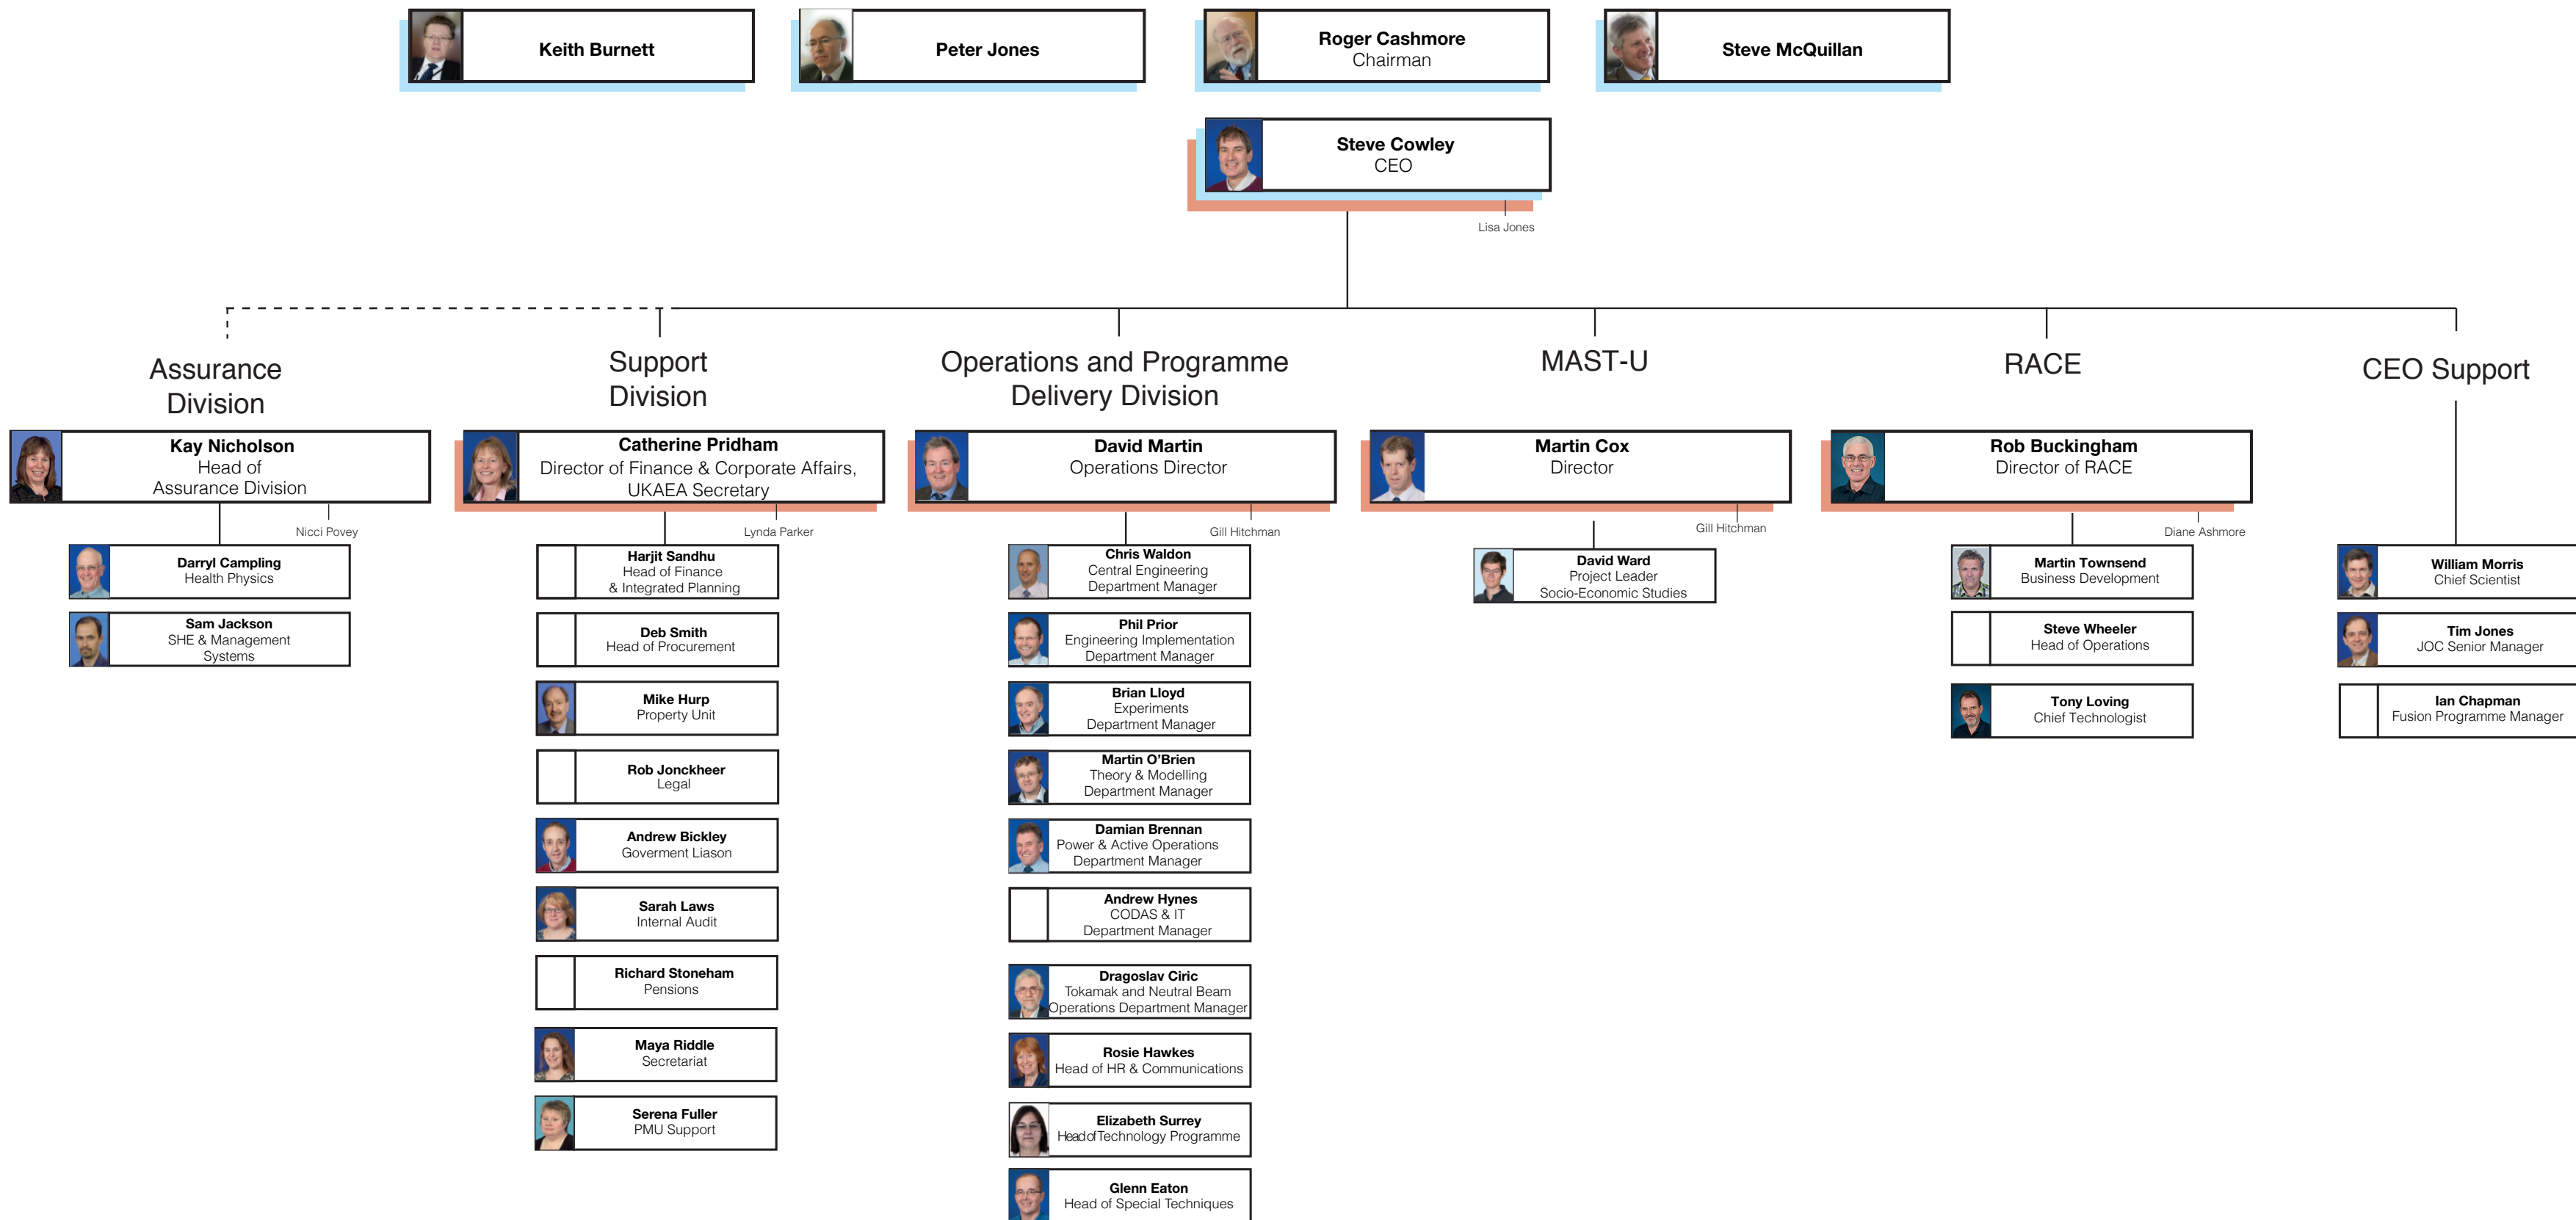 Keith Burnett
Peter Jones
Roger Cashmore
Chairman
Steve McQuillan
Steve Cowley
CEO
Lisa Jones
Assurance
Division
Kay Nicholson
Head of
Assurance Division
Nicci Povey
Darryl Campling
Health Physics
Sam Jackson
SHE & Management
Systems
Support
Division
Catherine Pridham
Director of Finance & Corporate Affairs,
UKAEA Secretary
Lynda Parker
Harjit Sandhu
Head of Finance
& Integrated Planning
Deb Smith
Head of Procurement
Mike Hurp
Property Unit
Rob Jonckheer
Legal
Andrew Bickley
Goverment Liason
Sarah Laws
Internal Audit
Richard Stoneham
Pensions
Maya Riddle
Secretariat
Serena Fuller
PMU Support
Operations and Programme
Delivery Division
David Martin
Operations Director
Gill Hitchman
Chris Waldon
Central Engineering
Department Manager
Phil Prior
Engineering Implementation
Department Manager
Brian Lloyd
Experiments
Department Manager
Martin O’Brien
Theory & Modelling
Department Manager
Damian Brennan
Power & Active Operations
Department Manager
Andrew Hynes
CODAS & IT
Department Manager
Dragoslav Ciric
Tokamak and Neutral Beam
Operations Department Manager
Rosie Hawkes
Head of HR & Communications
Elizabeth Surrey
Head of Technology Programme
Glenn Eaton
Head of Special Techniques
MAST-U
Martin Cox
Director
Gill Hitchman
David Ward
Project Leader
Socio-Economic Studies
RACE
Rob Buckingham
Director of RACE
Diane Ashmore
Martin Townsend
Business Development
Steve Wheeler
Head of Operations
Tony Loving
Chief Technologist
CEO Support
William Morris
Chief Scientist
Tim Jones
JOC Senior Manager
Ian Chapman
Fusion Programme Manager